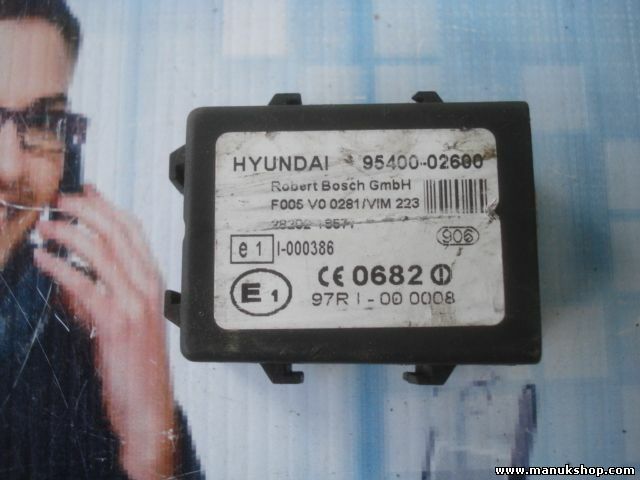 HYUNDAI 95400-02600
Robert Bosch GmbH
F005 V0 0281/VIM 223
906
e 1 I-000386
CE 0682
E1
97R I - 00 0008
www.manukshop.com